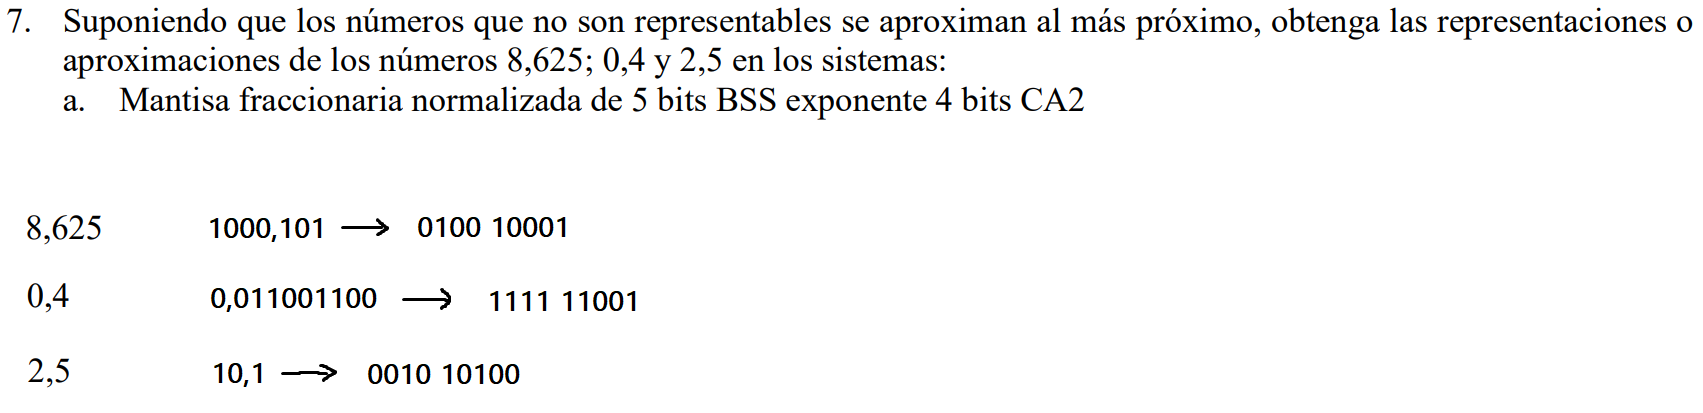 7. Suponiendo que los números que no son representables se aproximan al más próximo, obtenga las representaciones o
aproximaciones de los números 8,625; 0,4 y 2,5 en los sistemas:
a. Mantisa fraccionaria normalizada de 5 bits BSS exponente 4 bits CA2
8,625 1000,101 → 0100 10001
0,4 0,011001100 → 1111 11001
2,5 10,1 → 0010 10100